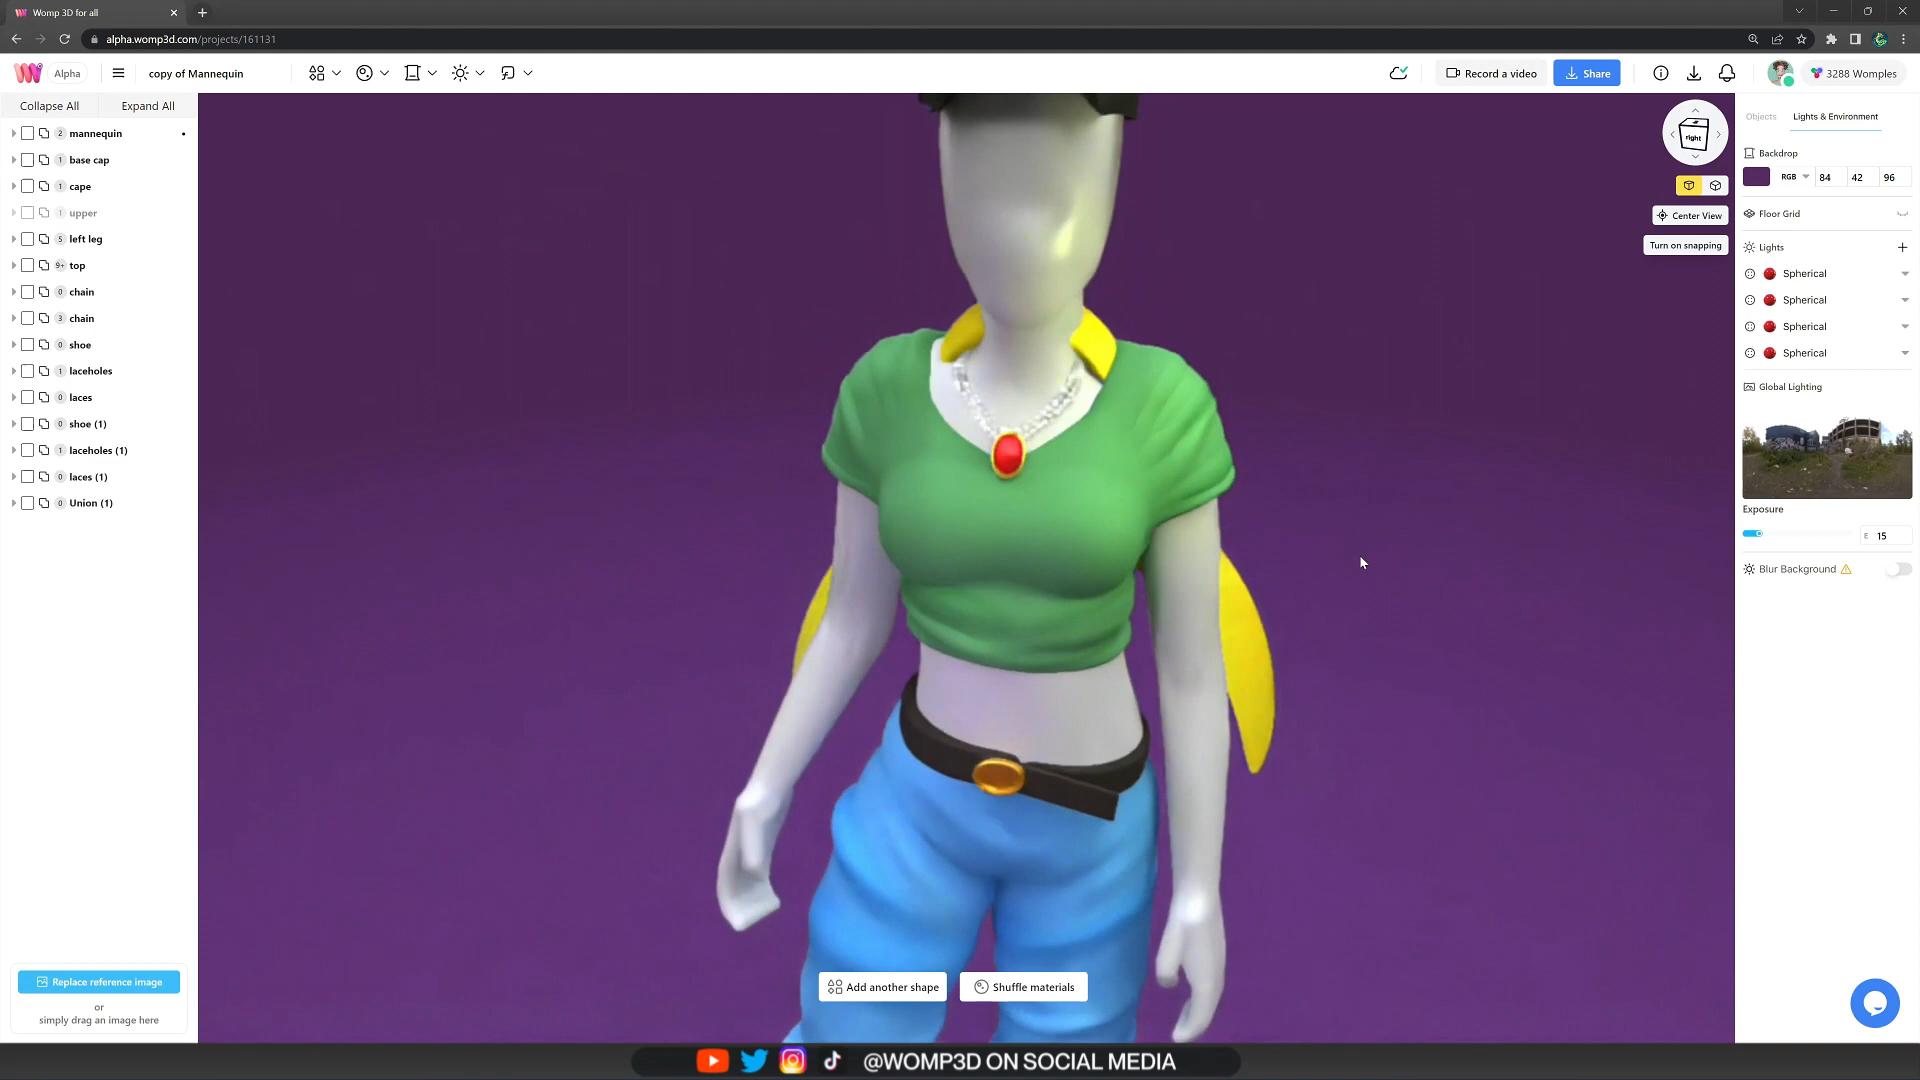 Womp 3D for all
alpha.womp3d.com/projects/161131
Alpha
copy of Mannequin
Record a video
Share
3288 Womples
Collapse All
Expand All
2 mannequin
1 base cap
1 cape
1 upper
5 left leg
9+ top
0 chain
3 chain
0 shoe
1 laceholes
0 laces
0 shoe (1)
1 laceholes (1)
0 laces (1)
0 Union (1)
Replace reference image
or
simply drag an image here
right
Center View
Turn on snapping
Add another shape
Shuffle materials
Objects
Lights & Environment
Backdrop
RGB 84 42 96
Floor Grid
Lights
Spherical
Spherical
Spherical
Spherical
Global Lighting
Exposure
E 15
Blur Background
@WOMP3D ON SOCIAL MEDIA